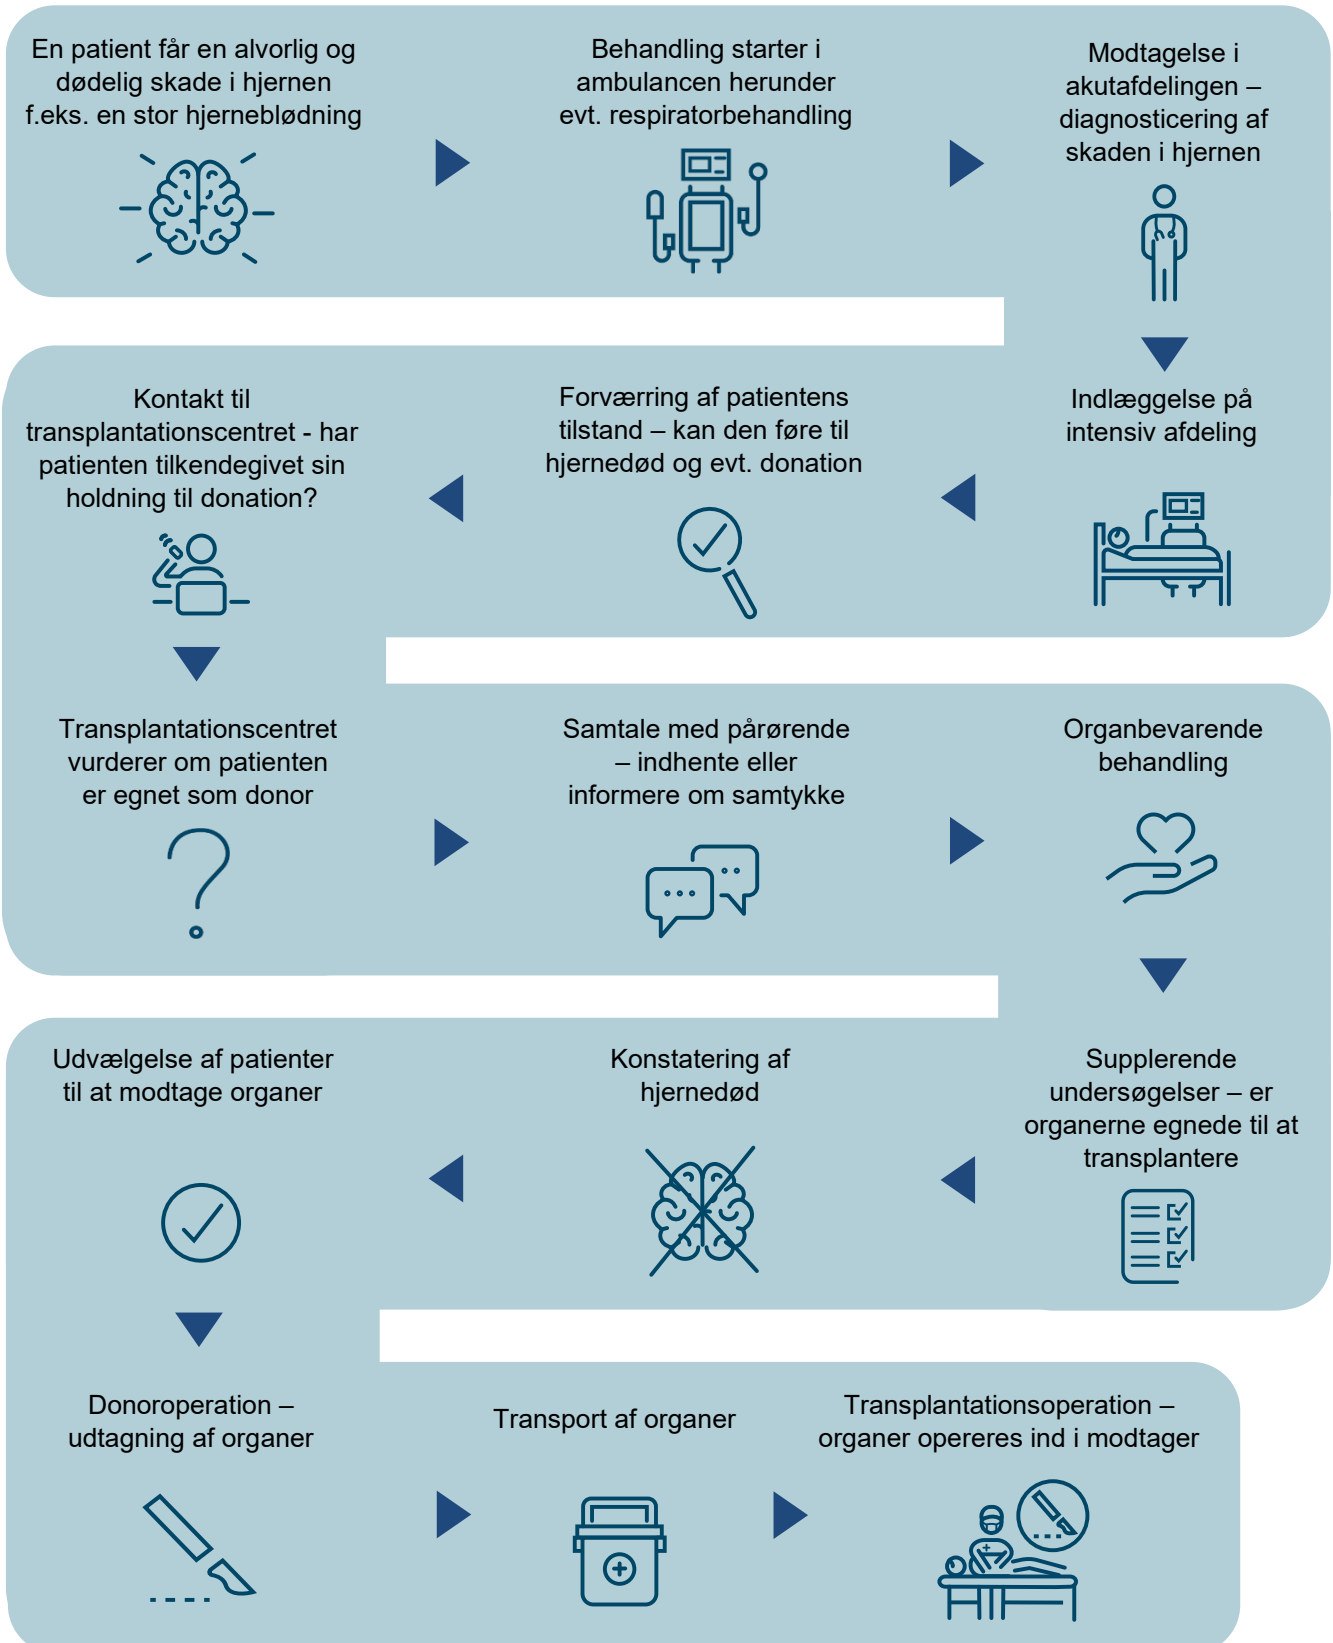 En patient får en alvorlig og
dødelig skade i hjernen
f.eks. en stor hjerneblødning
Behandling starter i
ambulancen herunder
evt. respiratorbehandling
Modtagelse i
akutafdelingen –
diagnosticering af
skaden i hjernen
Indlæggelse på
intensiv afdeling
Forværring af patientens
tilstand – kan den føre til
hjernedød og evt. donation
Kontakt til
transplantationscentret - har
patienten tilkendegivet sin
holdning til donation?
Transplantationscentret
vurderer om patienten
er egnet som donor
Samtale med pårørende
– indhente eller
informere om samtykke
Organbevarende
behandling
Supplerende
undersøgelser – er
organerne egnede til at
transplantere
Konstatering af
hjernedød
Udvælgelse af patienter
til at modtage organer
Donoroperation –
udtagning af organer
Transport af organer
Transplantationsoperation –
organer opereres ind i modtager